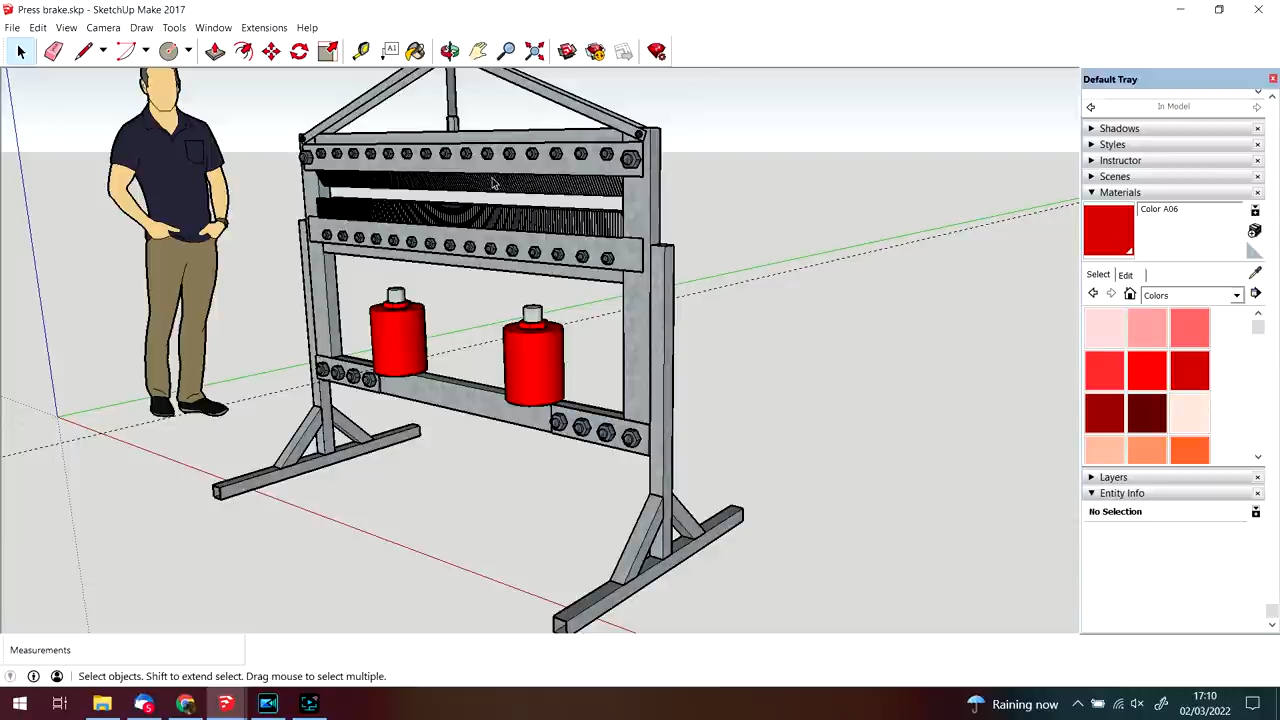 Press brake.skp - SketchUp Make 2017
File Edit View Camera Draw Tools Window Extensions Help
A1
Default Tray
In Model
Shadows
Styles
Instructor
Scenes
Materials
Color A06
Select Edit
Colors
Layers
Entity Info
No Selection
Measurements
Select objects. Shift to extend select. Drag mouse to select multiple.
Raining now
17:10
02/03/2022